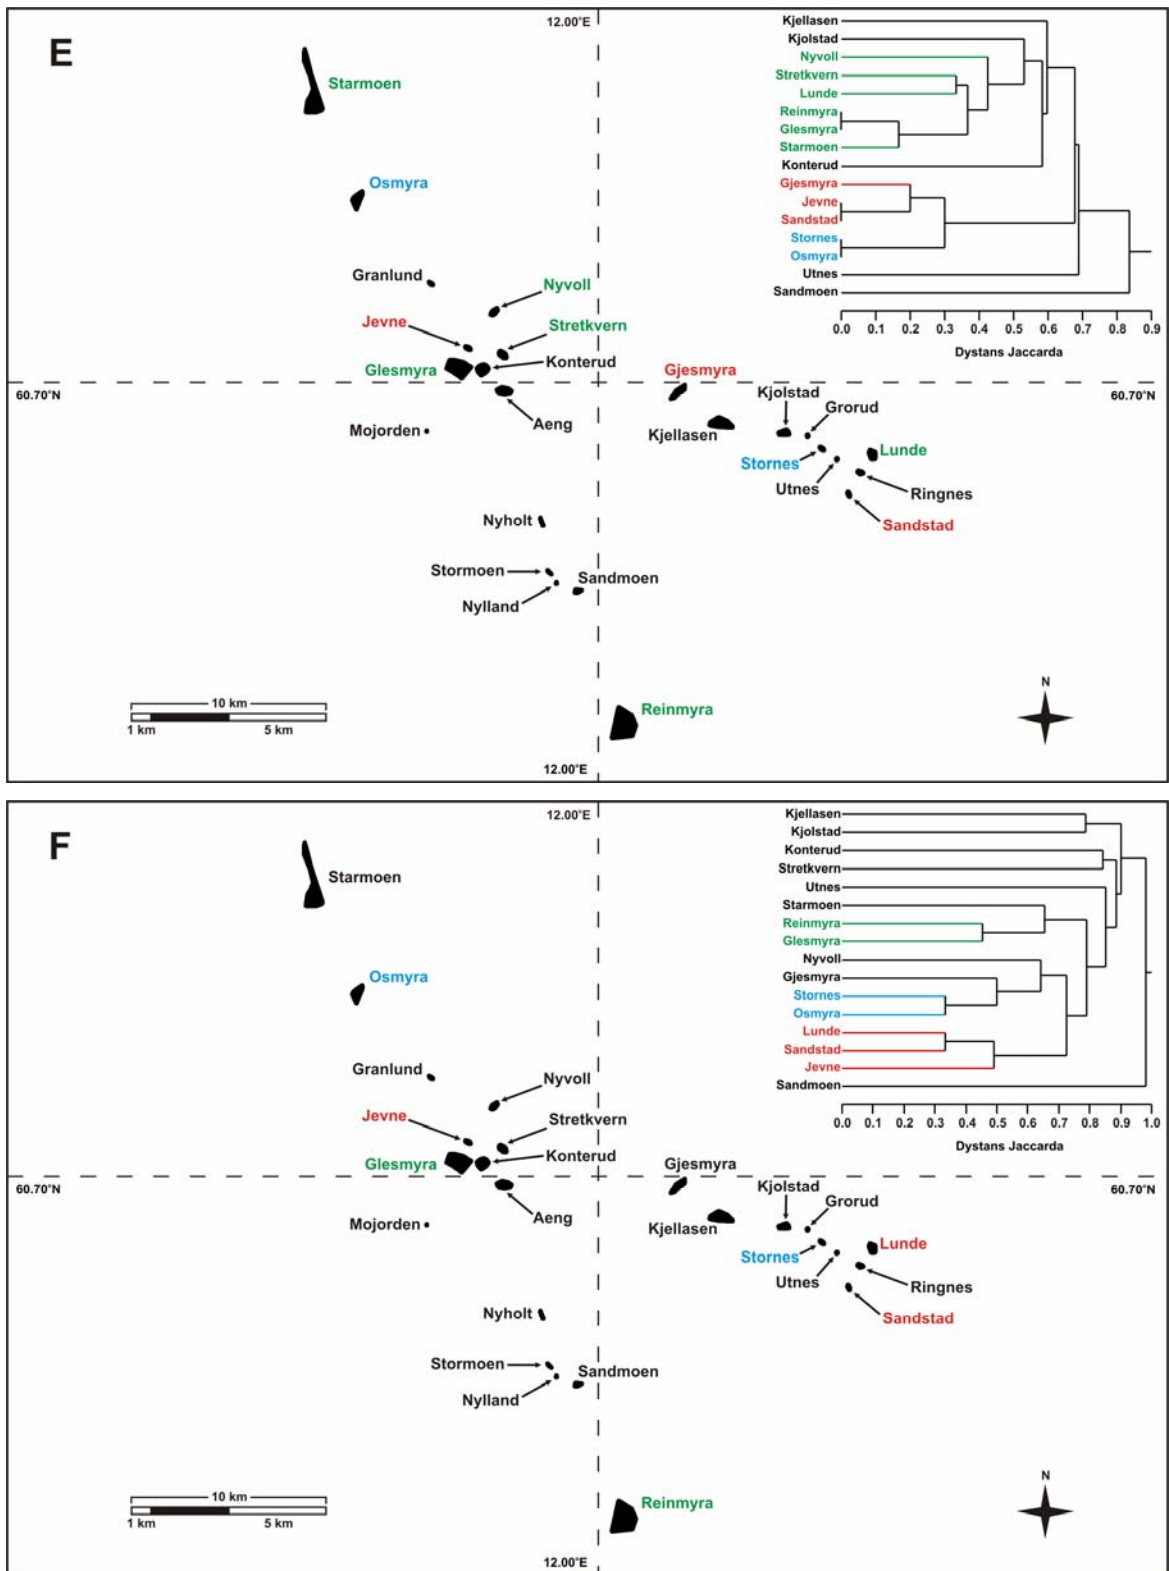 E
12.00°E
Starmoen
Osmyra
Granlund
Nyvoll
Jevne
Stretkvern
Glesmyra
Konterud
60.70°N
Aeng
Mojorden
Gjesmyra
60.70°N
Kjolstad
Grorud
Kjellasen
Lunde
Stornes
Utnes
Ringnes
Sandstad
Nyholt
Stormoen
Sandmoen
Nylland
10 km
1 km 5 km
Reinmyra
N
12.00°E
Kjellasen
Kjolstad
Nyvoll
Stretkvern
Lunde
Reinmyra
Glesmyra
Starmoen
Konterud
Gjesmyra
Jevne
Sandstad
Stornes
Osmyra
Utnes
Sandmoen
0.0 0.1 0.2 0.3 0.4 0.5 0.6 0.7 0.8 0.9
Dystans Jaccarda
F
12.00°E
Starmoen
Osmyra
Granlund
Nyvoll
Jevne
Stretkvern
Glesmyra
Konterud
60.70°N
Aeng
Mojorden
Gjesmyra
60.70°N
Kjolstad
Grorud
Kjellasen
Lunde
Stornes
Utnes
Ringnes
Sandstad
Nyholt
Stormoen
Sandmoen
Nylland
10 km
1 km 5 km
Reinmyra
N
12.00°E
Kjellasen
Kjolstad
Konterud
Stretkvern
Utnes
Starmoen
Reinmyra
Glesmyra
Nyvoll
Gjesmyra
Stornes
Osmyra
Lunde
Sandstad
Jevne
Sandmoen
0.0 0.1 0.2 0.3 0.4 0.5 0.6 0.7 0.8 0.9 1.0
Dystans Jaccarda